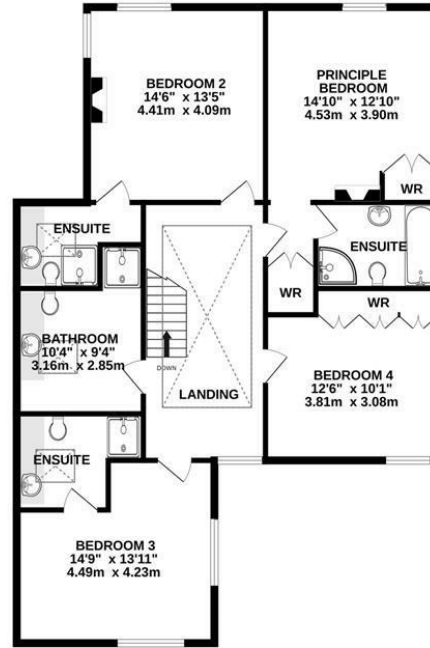 BEDROOM 2
14'6" x 13'5"
4.41m x 4.09m
PRINCIPLE
BEDROOM
14'10" x 12'10"
4.53m x 3.90m
WR
ENSUITE
ENSUITE
WR
WR
BATHROOM
10'4" x 9'4"
3.16m x 2.85m
DOWN
LANDING
BEDROOM 4
12'6" x 10'1"
3.81m x 3.08m
ENSUITE
BEDROOM 3
14'9" x 13'11"
4.49m x 4.23m